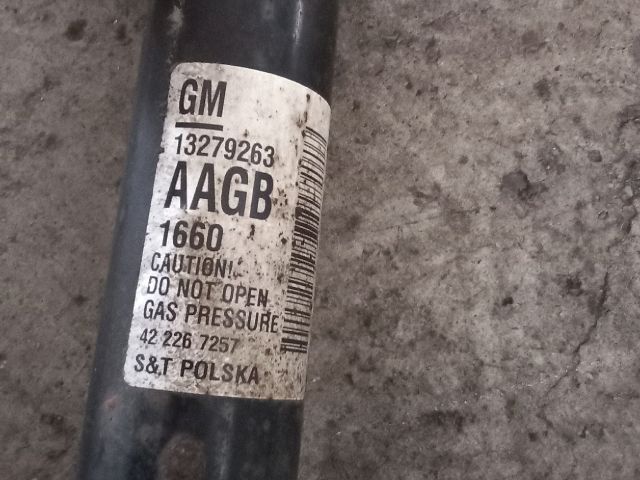 GM
13279263
AAGB
1660
CAUTION!
DO NOT OPEN
GAS PRESSURE
42 226 7257
S&T POLSKA